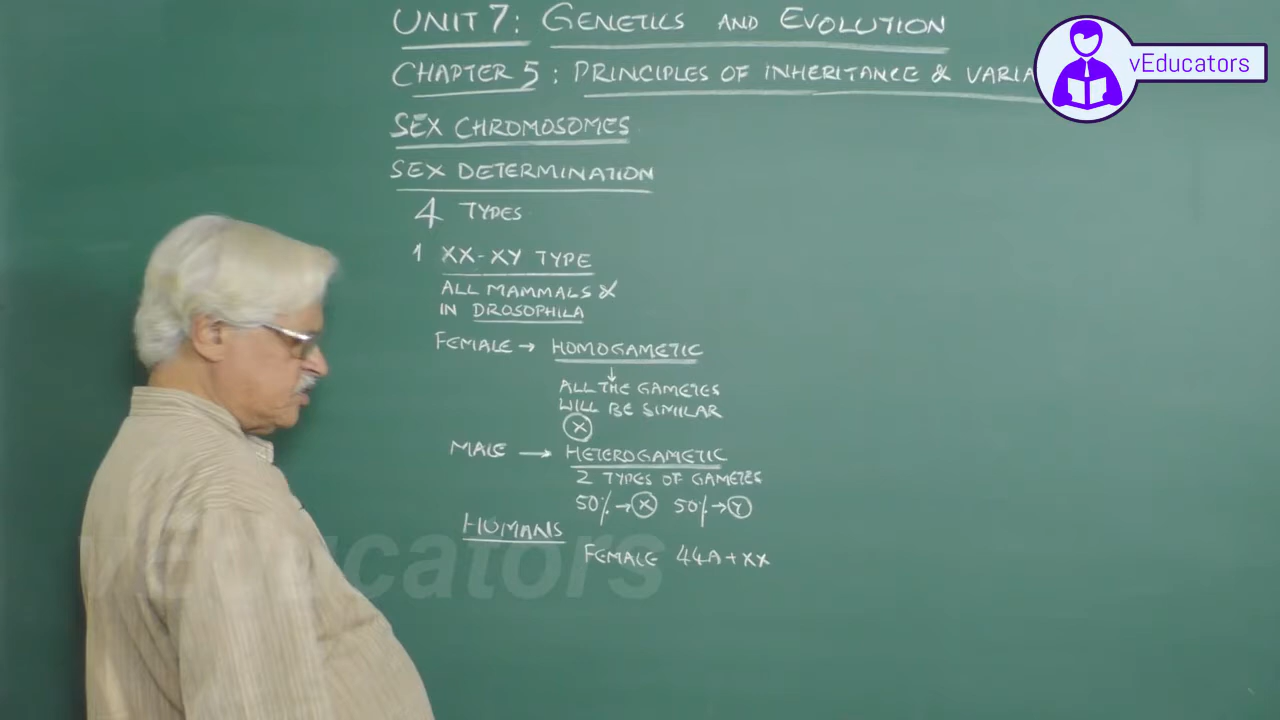 UNIT 7: GENETICS AND EVOLUTION
CHAPTER 5 : PRINCIPLES OF INHERITANCE & VARIA
vEducators
SEX CHROMOSOMES
SEX DETERMINATION
4 TYPES
1 XX-XY TYPE
ALL MAMMALS &
IN DROSOPHILA
FEMALE → HOMOGAMETIC
↓
ALL THE GAMETES
WILL BE SIMILAR
X
MALE → HETEROGAMETIC
2 TYPES OF GAMETES
50% → X 50% → Y
HUMANS
FEMALE 44A+XX
vEducators